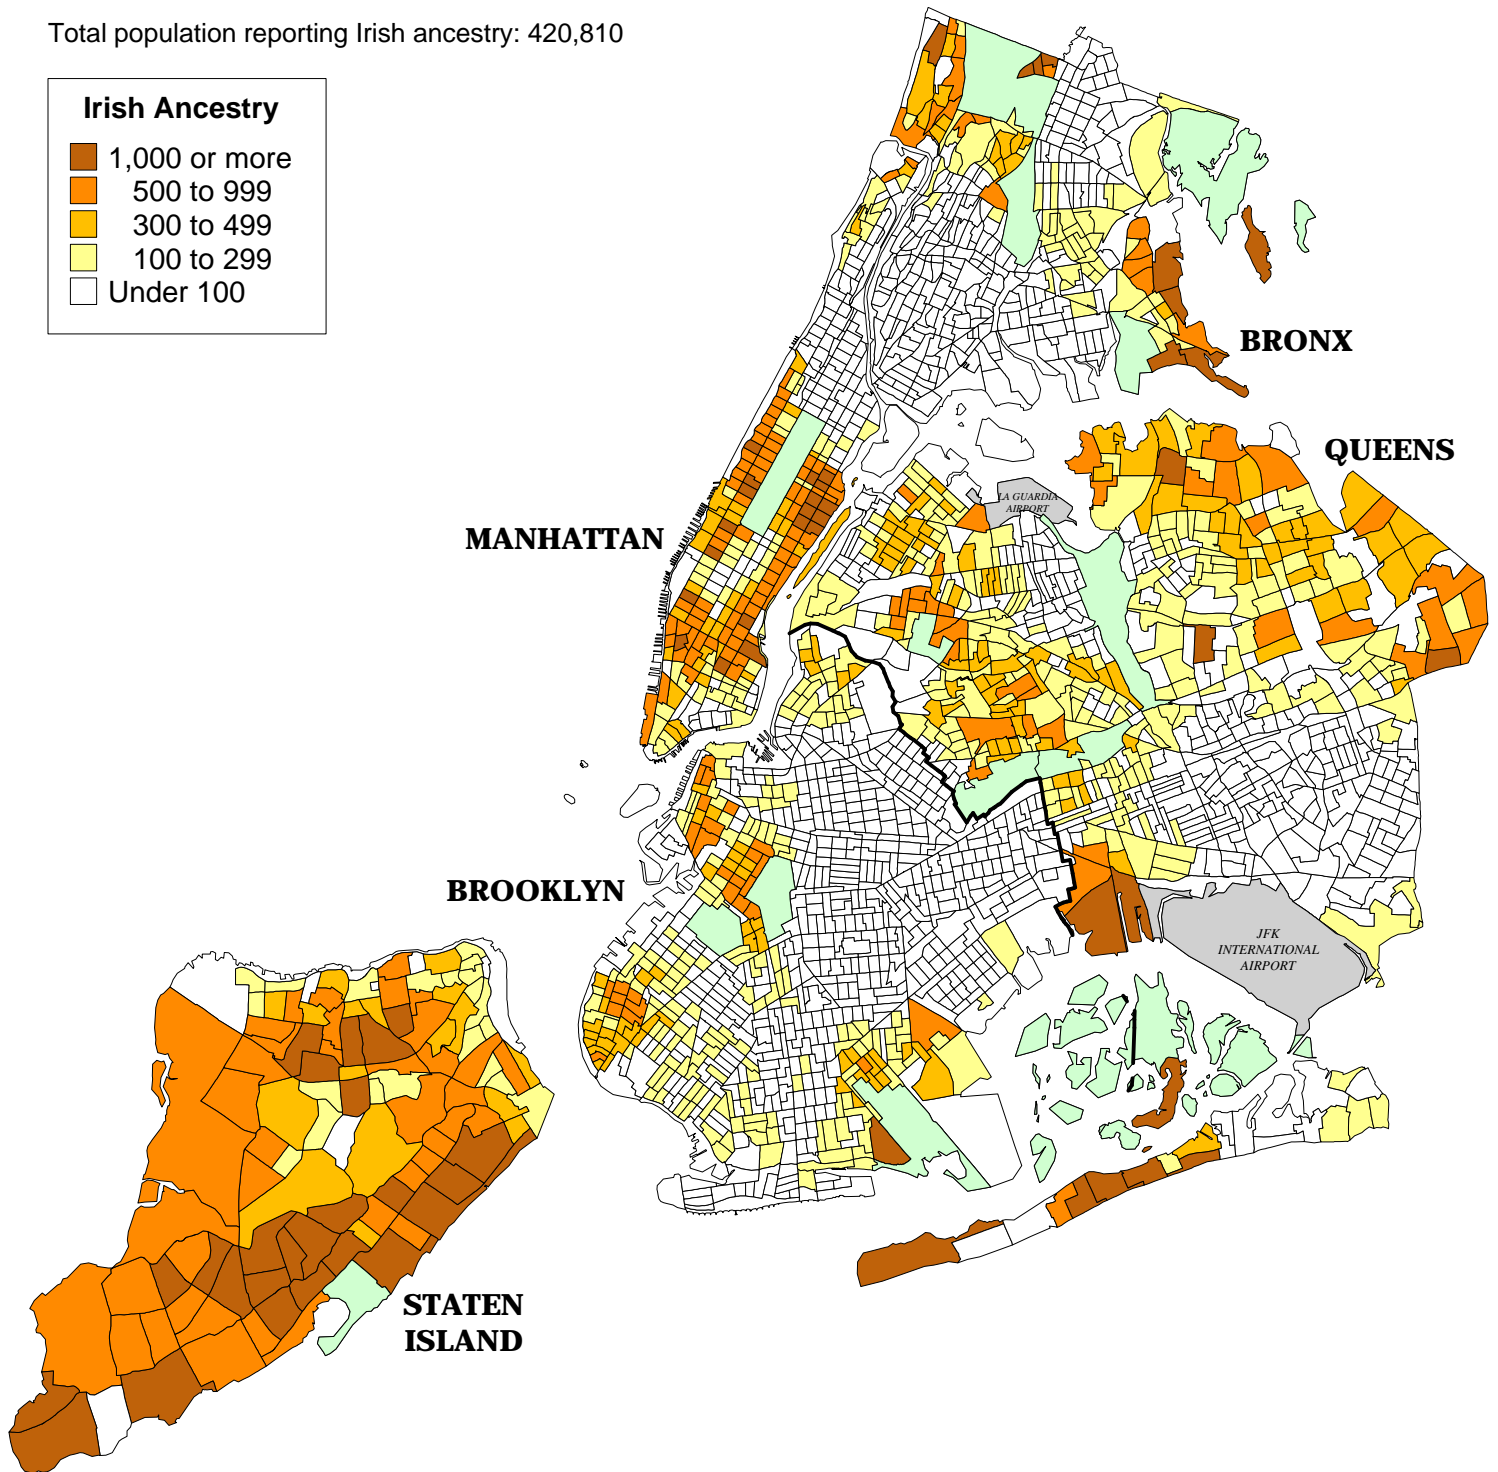 Total population reporting Irish ancestry: 420,810
Irish Ancestry
1,000 or more
500 to 999
300 to 499
100 to 299
Under 100
BRONX
QUEENS
LA GUARDIA
AIRPORT
MANHATTAN
BROOKLYN
JFK
INTERNATIONAL
AIRPORT
STATEN
ISLAND